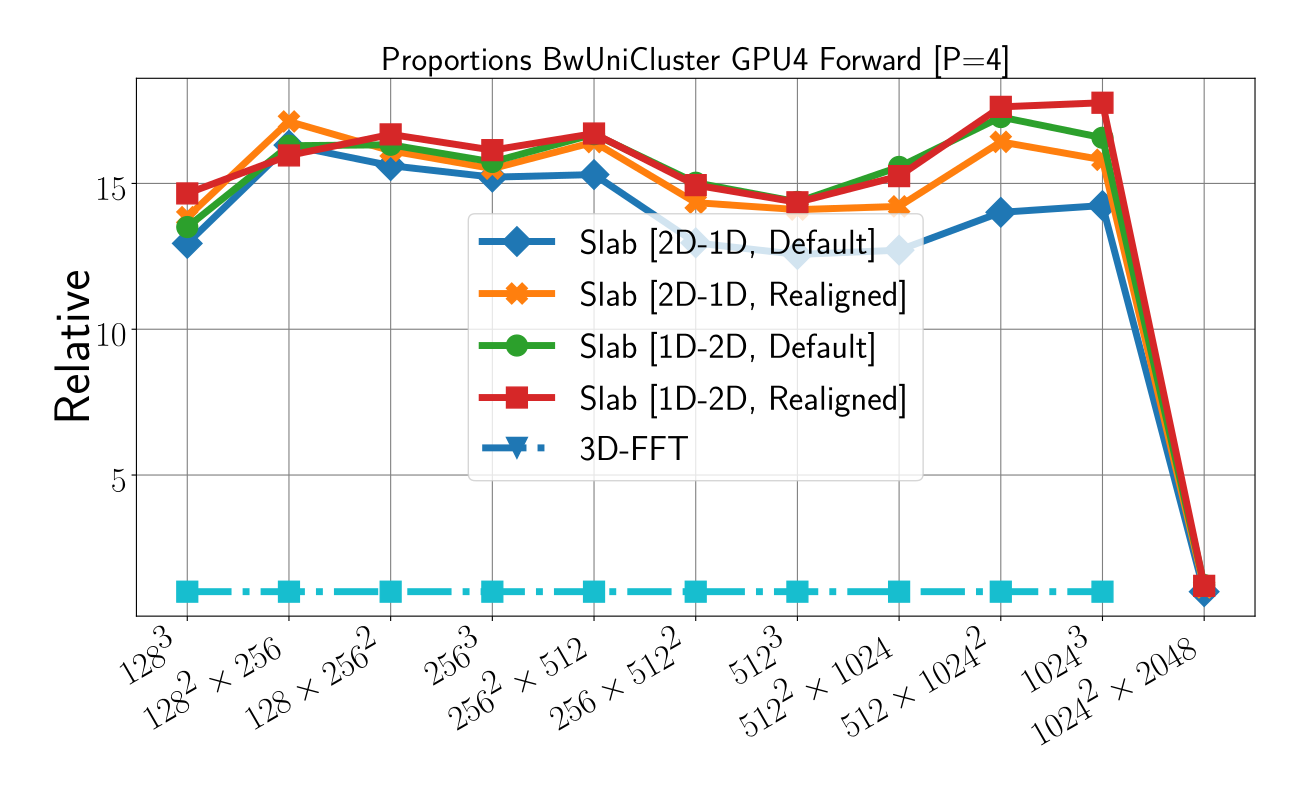 Proportions BwUniCluster GPU4 Forward [P=4]
Relative
15
10
5
Slab [2D-1D, Default]
Slab [2D-1D, Realigned]
Slab [1D-2D, Default]
Slab [1D-2D, Realigned]
3D-FFT
128³
128² × 256
128 × 256²
256³
256² × 512
256 × 512²
512³
512² × 1024
512 × 1024²
1024³
1024² × 2048